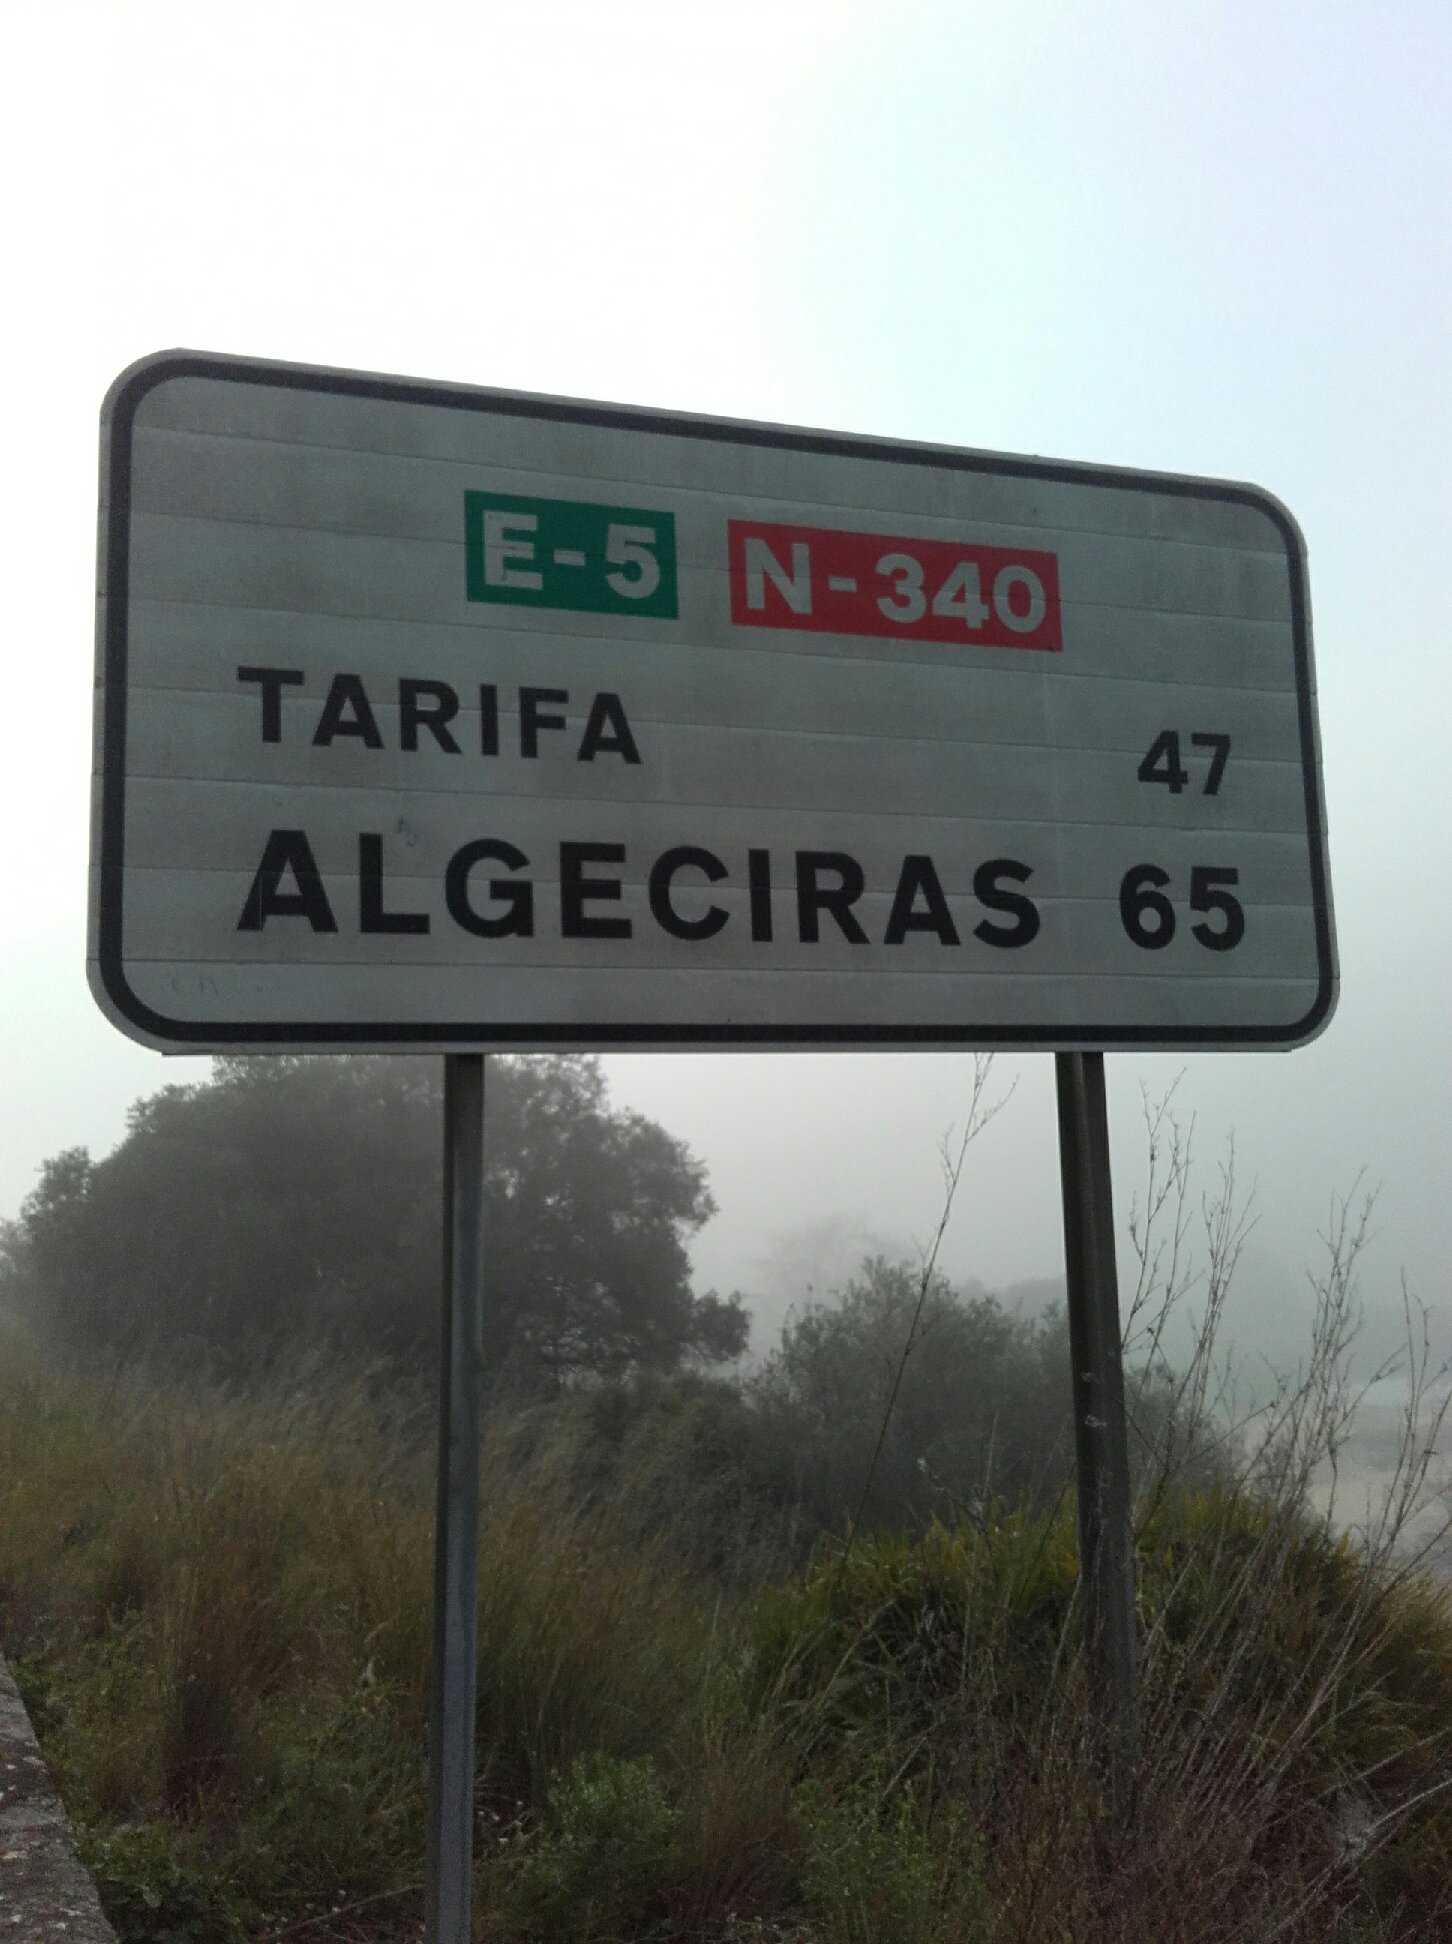 E-5 N-340
TARIFA 47
ALGECIRAS 65